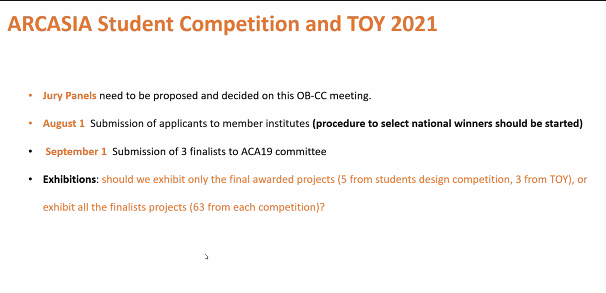 ARCASIA Student Competition and TOY 2021
• Jury Panels need to be proposed and decided on this OB-CC meeting.
• August 1 Submission of applicants to member institutes (procedure to select national winners should be started)
• September 1 Submission of 3 finalists to ACA19 committee
• Exhibitions: should we exhibit only the final awarded projects (5 from students design competition, 3 from TOY), or
exhibit all the finalists projects (63 from each competition)?